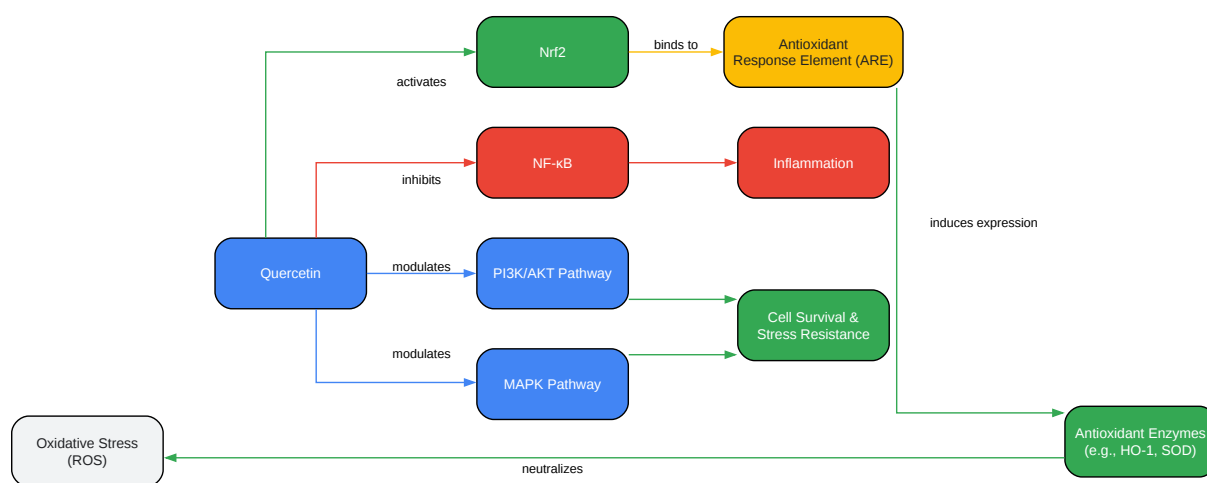 Nrf2
binds to
Antioxidant
Response Element (ARE)
activates
NF-κB
Inflammation
inhibits
induces expression
Quercetin
modulates
PI3K/AKT Pathway
Cell Survival &
Stress Resistance
modulates
MAPK Pathway
Oxidative Stress
(ROS)
Antioxidant Enzymes
(e.g., HO-1, SOD)
neutralizes